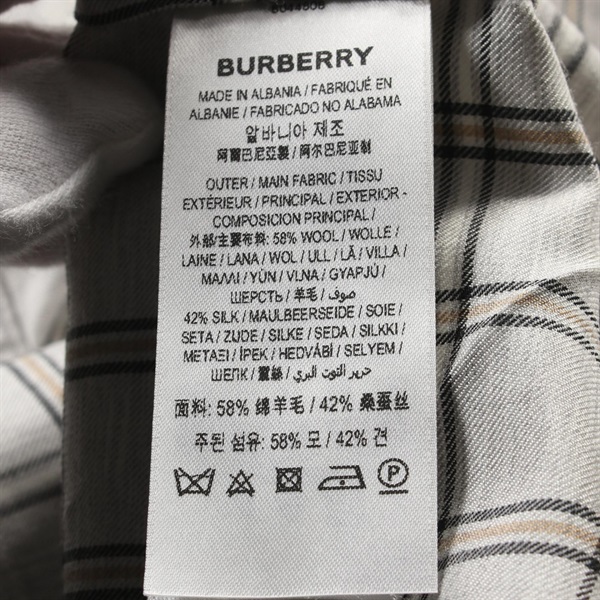 BURBERRY
MADE IN ALBANIA / FABRIQUÉ EN
ALBANIE / FABRICADO NO ALABAMA
알바니아 제조
阿爾巴尼亞製 / 阿尔巴尼亚制
OUTER / MAIN FABRIC / TISSU
EXTÉRIEUR / PRINCIPAL / EXTERIOR -
COMPOSICION PRINCIPAL /
外部/主要布料: 58% WOOL / WOLLE /
LAINE / LANA / WOL / ULL / LÃ / VILLA /
ΜΑΛΛΙ / YÜN / VLNA / GYAPJÚ /
ШЕРСТЬ / 羊毛 / صوف /
42% SILK / MAULBEERSEIDE / SOIE /
SETA / ZIJDE / SILKE / SEDA / SILKKI /
ΜΕΤΑΞΙ / İPEK / HEDVÁBÍ / SELYEM /
ШЕЛК / 蠶絲 / حرير التوت البري /
面料: 58% 绵羊毛 / 42% 桑蚕丝
주된 섬유: 58% 모 / 42% 견
P